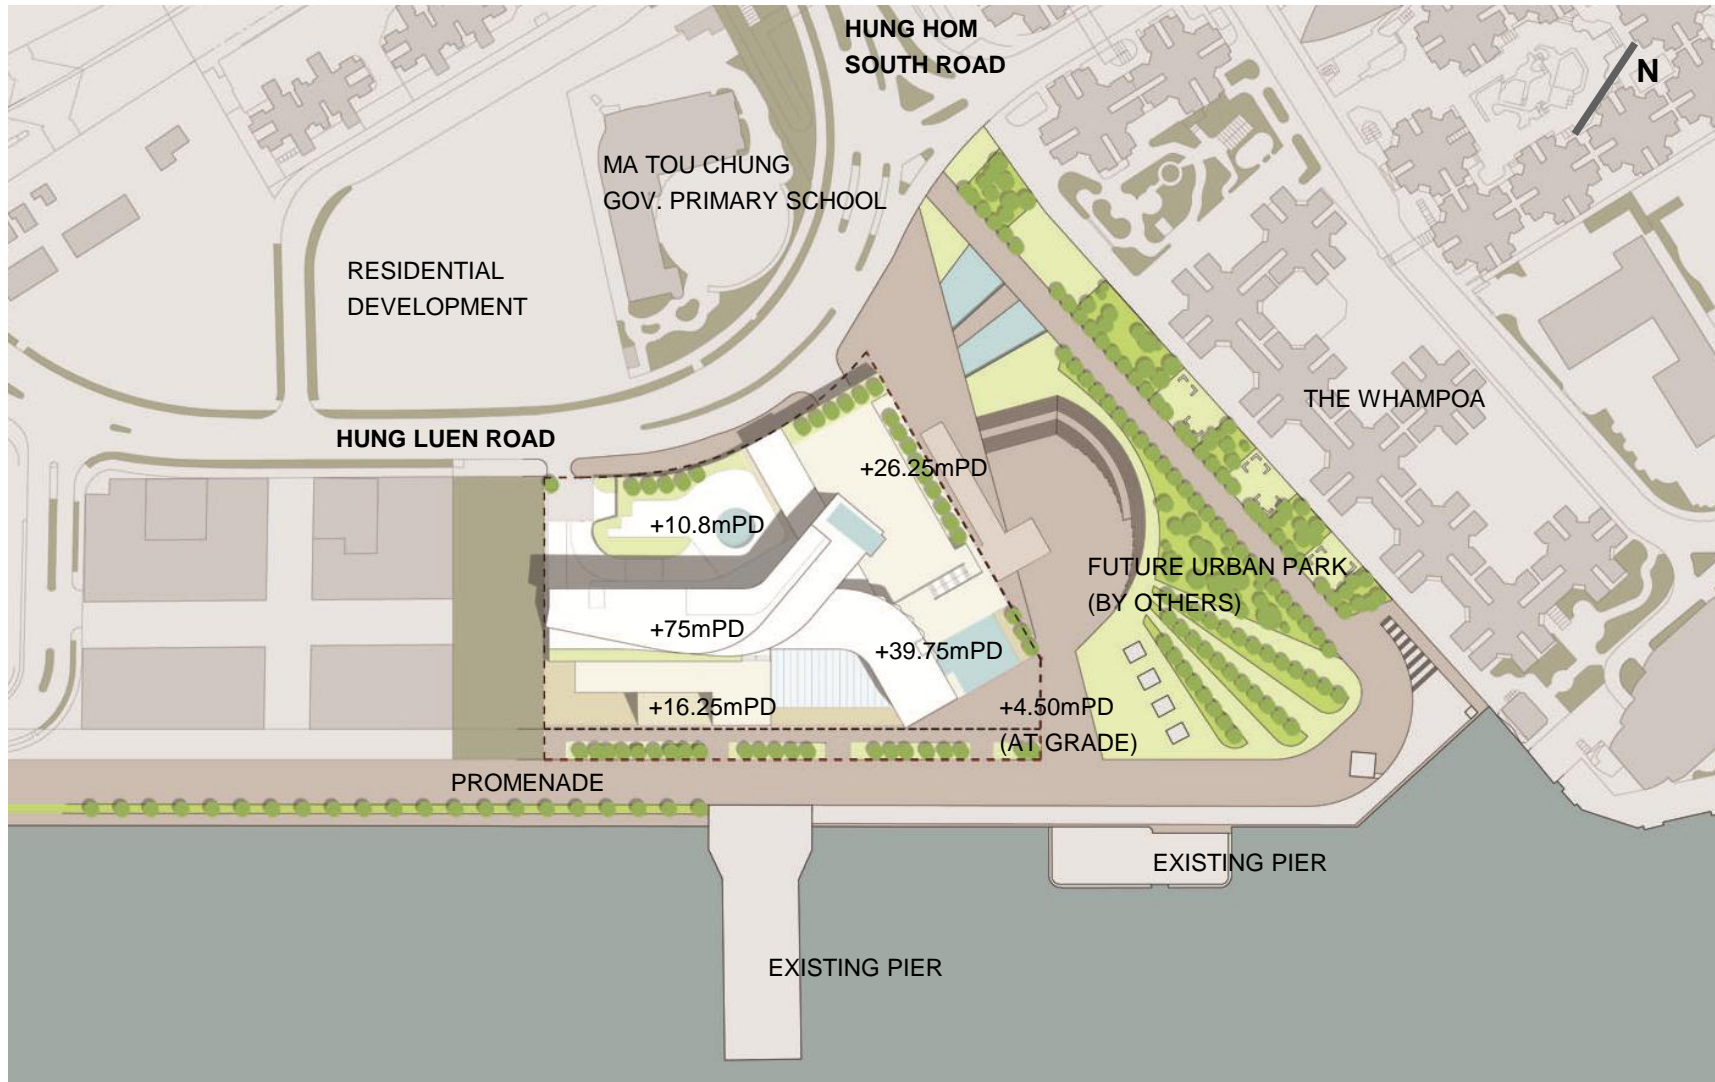 HUNG HOM
SOUTH ROAD
N
MA TOU CHUNG
GOV. PRIMARY SCHOOL
RESIDENTIAL
DEVELOPMENT
THE WHAMPOA
HUNG LUEN ROAD
+26.25mPD
+10.8mPD
FUTURE URBAN PARK
(BY OTHERS)
+75mPD
+39.75mPD
+16.25mPD
+4.50mPD
(AT GRADE)
PROMENADE
EXISTING PIER
EXISTING PIER